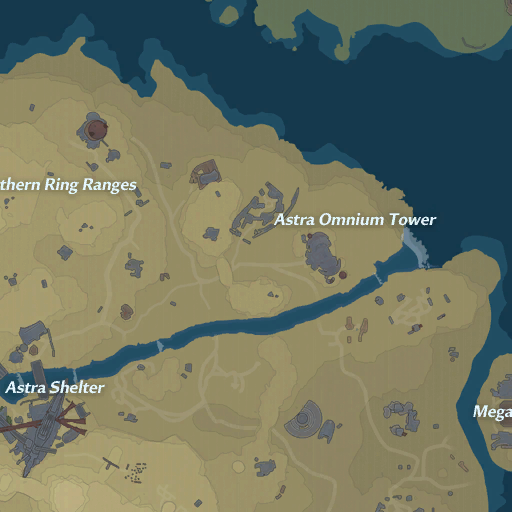 thern Ring Ranges
Astra Omnium Tower
Astra Shelter
Mega